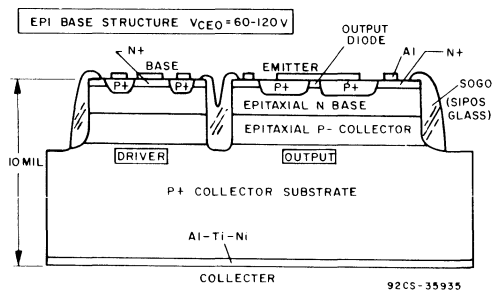 EPI BASE STRUCTURE VCEO=60-120V
OUTPUT
DIODE
N+
BASE
EMITTER
Al
N+
P+
P+
P+
P+
SOGO
(SIPOS
GLASS)
EPITAXIAL N BASE
EPITAXIAL P- COLLECTOR
10 MIL
DRIVER
OUTPUT
P+ COLLECTOR SUBSTRATE
Al-Ti-Ni
COLLECTER
92CS-35935